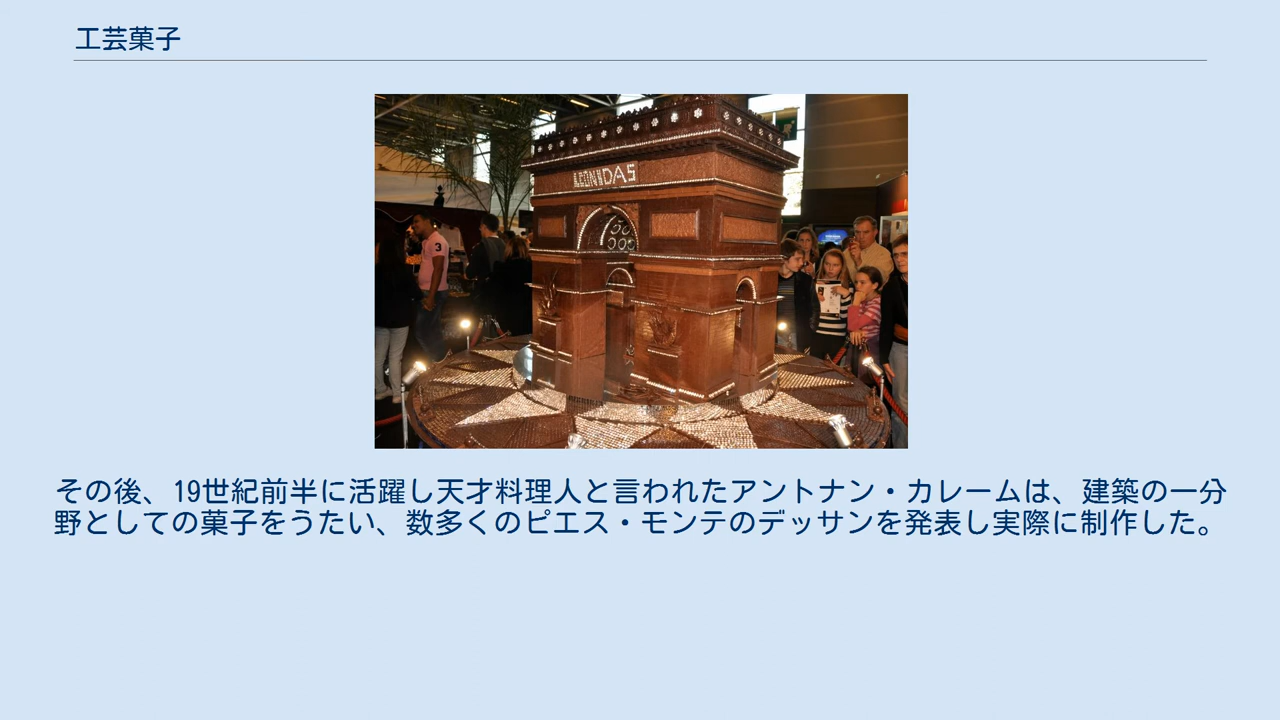 工芸菓子
LEONIDAS
3
その後、19世紀前半に活躍し天才料理人と言われたアントナン・カレームは、建築の一分
野としての菓子をうたい、数多くのピエス・モンテのデッサンを発表し実際に制作した。